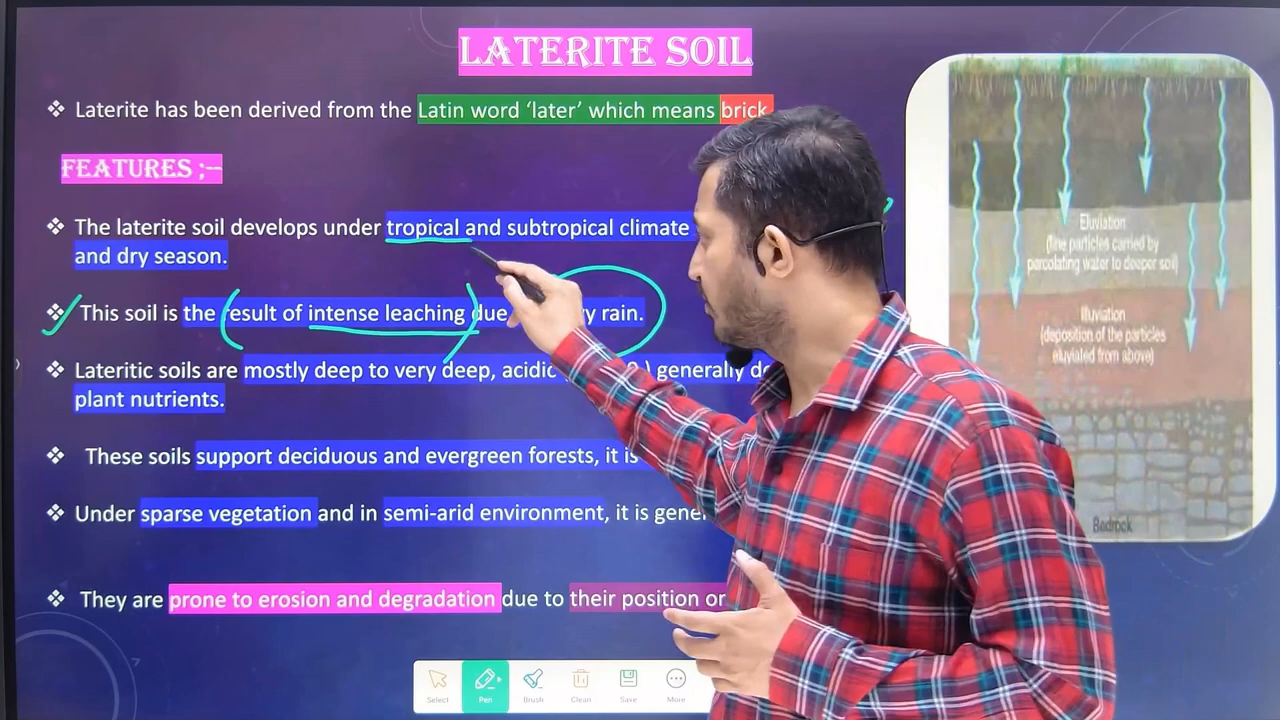 LATERITE SOIL
❖ Laterite has been derived from the Latin word ‘later’ which means brick
FEATURES ;--
❖ The laterite soil develops under tropical and subtropical climate
and dry season.
❖ This soil is the result of intense leaching due rain.
❖ Lateritic soils are mostly deep to very deep, acidic ) generally
plant nutrients.
❖ These soils support deciduous and evergreen forests, it is
❖ Under sparse vegetation and in semi-arid environment, it is
❖ They are prone to erosion and degradation due to their position
Eluviation
(fine particles carried by
percolating water to deeper soil)
Illuviation
(deposition of the particles
eluviated from above)
Bedrock
Select Pen Brush Clean Save More